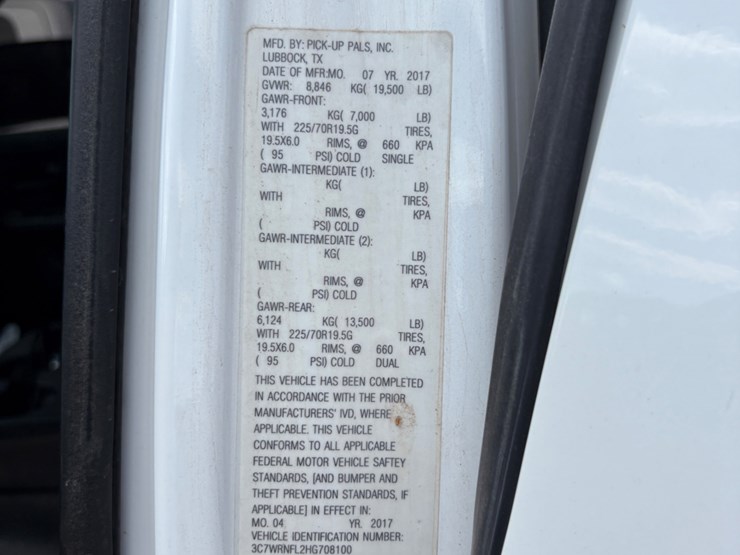 MFD. BY: PICK-UP PALS, INC.
LUBBOCK, TX
DATE OF MFR:MO. 07 YR. 2017
GVWR: 8,846 KG( 19,500 LB)
GAWR-FRONT:
3,176 KG( 7,000 LB)
WITH 225/70R19.5G TIRES,
19.5X6.0 RIMS, @ 660 KPA
( 95 PSI) COLD SINGLE
GAWR-INTERMEDIATE (1):
KG( LB)
WITH TIRES,
RIMS, @ KPA
( PSI) COLD
GAWR-INTERMEDIATE (2):
KG( LB)
WITH TIRES,
RIMS, @ KPA
( PSI) COLD
GAWR-REAR:
6,124 KG( 13,500 LB)
WITH 225/70R19.5G TIRES,
19.5X6.0 RIMS, @ 660 KPA
( 95 PSI) COLD DUAL
THIS VEHICLE HAS BEEN COMPLETED
IN ACCORDANCE WITH THE PRIOR
MANUFACTURERS' IVD, WHERE
APPLICABLE. THIS VEHICLE
CONFORMS TO ALL APPLICABLE
FEDERAL MOTOR VEHICLE SAFTEY
STANDARDS, [AND BUMPER AND
THEFT PREVENTION STANDARDS, IF
APPLICABLE] IN EFFECT IN:
MO. 04 YR. 2017
VEHICLE IDENTIFICATION NUMBER:
3C7WRNFL2HG708100